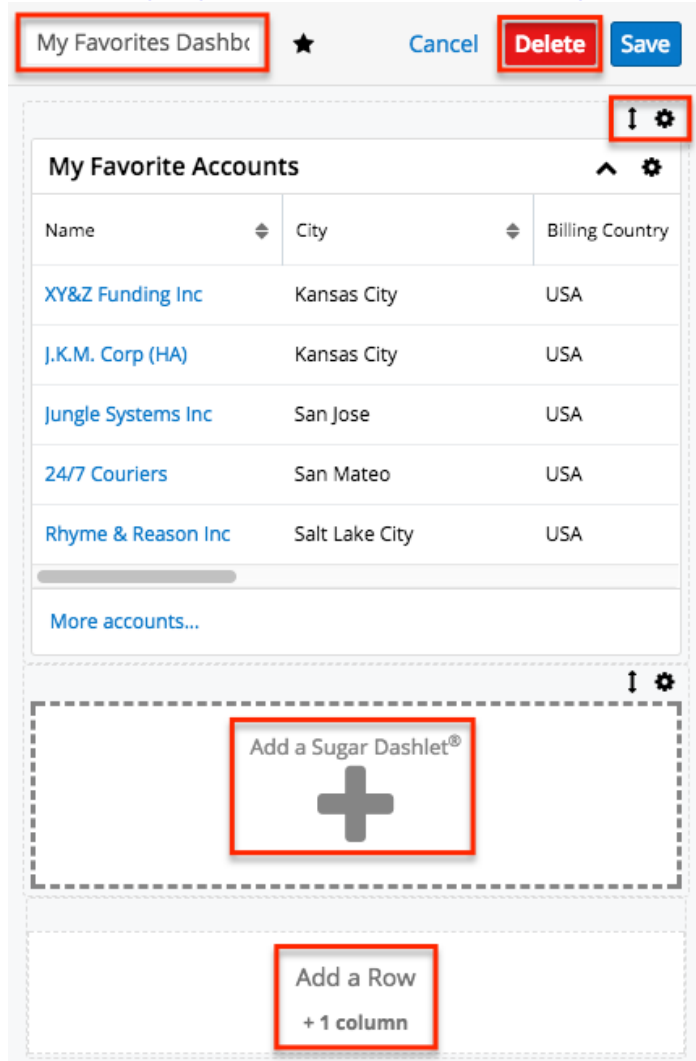 My Favorites Dashbo Cancel Delete Save
My Favorite Accounts
Name City Billing Country
XY&Z Funding Inc Kansas City USA
J.K.M. Corp (HA) Kansas City USA
Jungle Systems Inc San Jose USA
24/7 Couriers San Mateo USA
Rhyme & Reason Inc Salt Lake City USA
More accounts...
Add a Sugar Dashlet®
Add a Row
+ 1 column